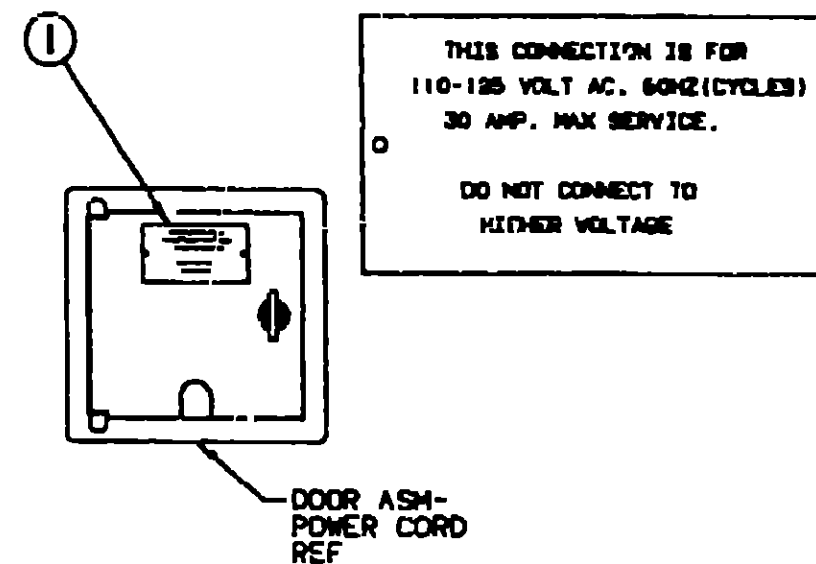 1
THIS CONNECTION IS FOR
110-125 VOLT AC. 60HZ(CYCLES)
30 AMP. MAX SERVICE.
DO NOT CONNECT TO
HIGHER VOLTAGE
DOOR ASM-
POWER CORD
REF